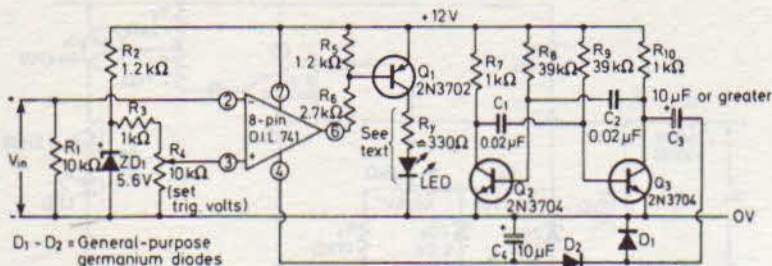 +12V
R2
1.2kΩ
R5
1.2kΩ
R7
1kΩ
R8
39kΩ
R9
39kΩ
R10
1kΩ
Q1
2N3702
10μF or greater
C3
R3
1kΩ
R6
2.7kΩ
C1
0.02μF
C2
0.02μF
2
7
8-pin
D.I.L. 741
6
3
4
See
text
Ry
≃330Ω
LED
Vin
R1
10kΩ
ZD1
5.6V
R4
10kΩ
(set
trig. volts)
Q2
2N3704
Q3
2N3704
0V
D1-D2 = General-purpose
germanium diodes
C4
10μF
D2
D1